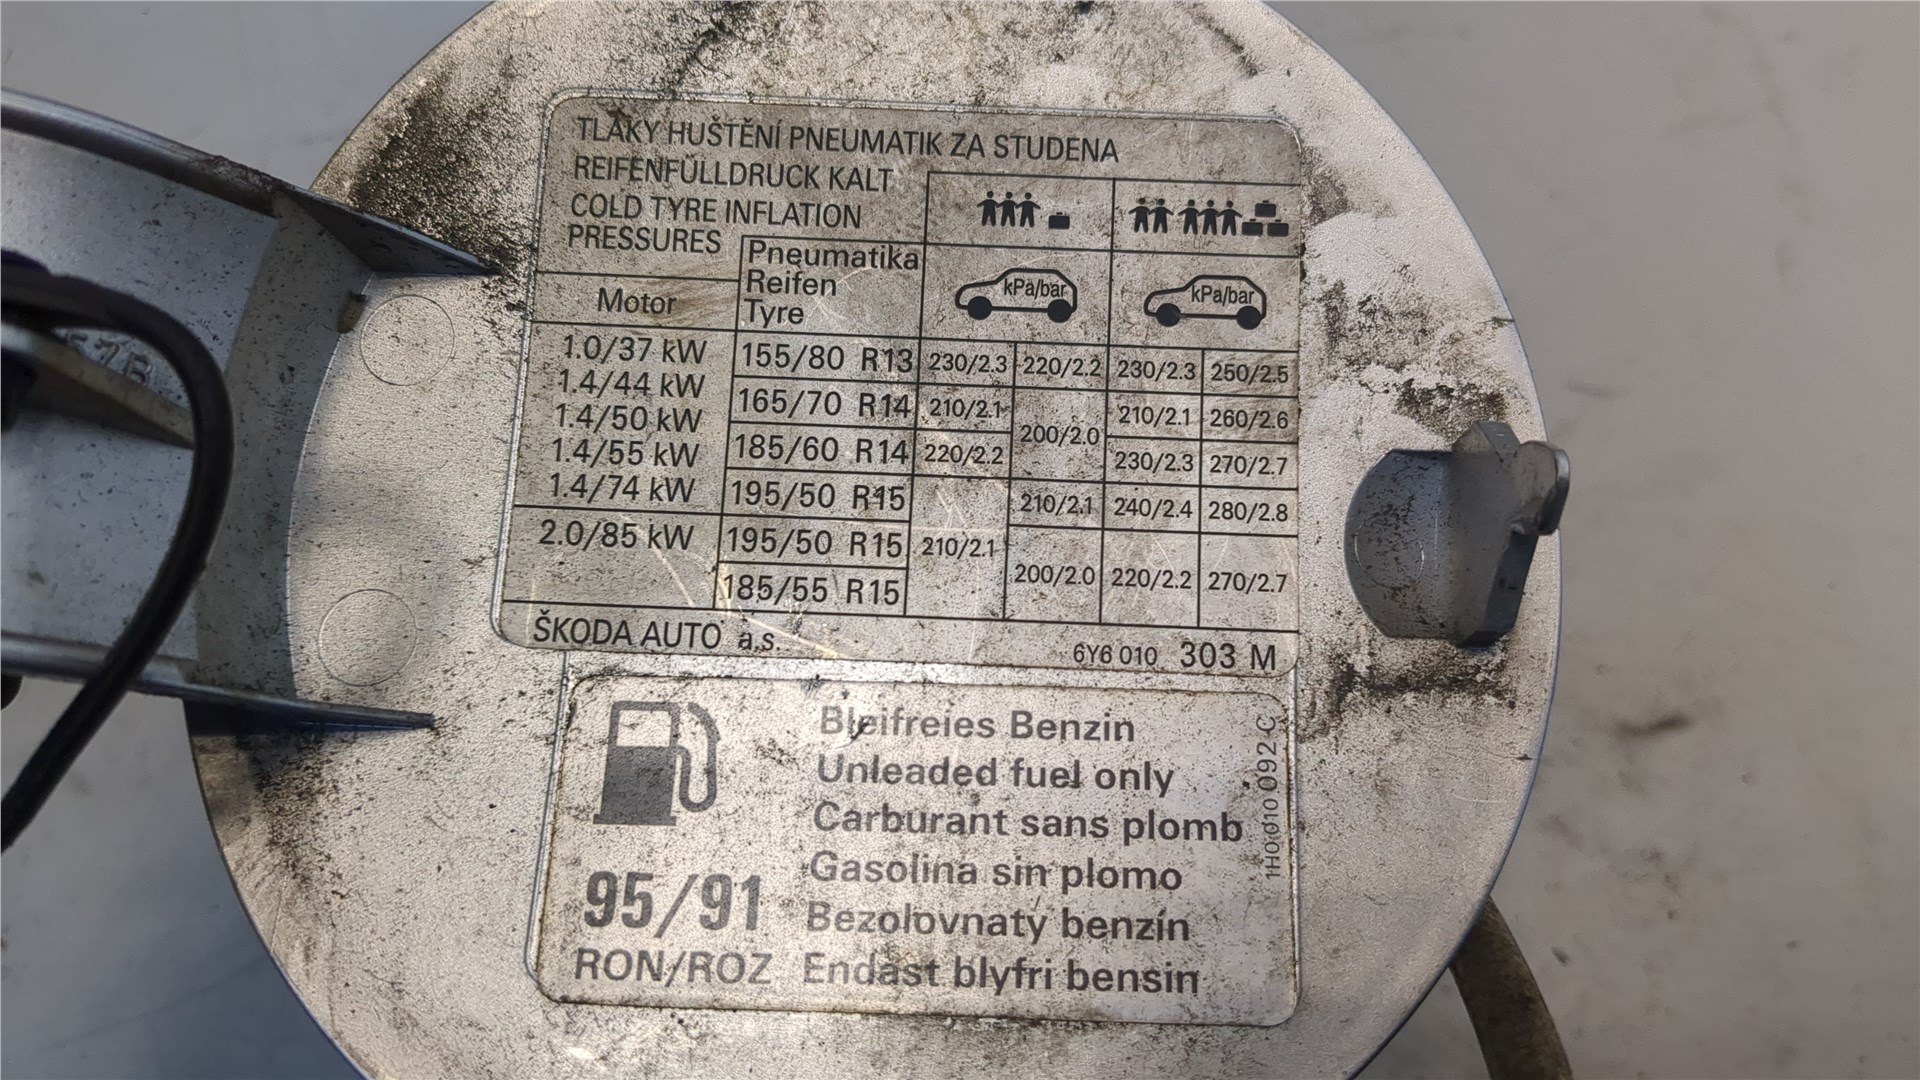 TLAKY HUŠTĚNÍ PNEUMATIK ZA STUDENA
REIFENFÜLLDRUCK KALT
COLD TYRE INFLATION
PRESSURES
Pneumatika
Reifen
Tyre
Motor
kPa/bar kPa/bar
1.0/37 kW 155/80 R13 230/2.3 220/2.2 230/2.3 250/2.5
1.4/44 kW 165/70 R14 210/2.1 200/2.0 210/2.1 260/2.6
1.4/50 kW
1.4/55 kW 185/60 R14 220/2.2 230/2.3 270/2.7
1.4/74 kW 195/50 R15 210/2.1 210/2.1 240/2.4 280/2.8
2.0/85 kW 195/50 R15 200/2.0 220/2.2 270/2.7
185/55 R15
ŠKODA AUTO a.s. 6Y6 010 303 M
Bleifreies Benzin
Unleaded fuel only
Carburant sans plomb
Gasolina sin plomo
95/91 Bezolovnatý benzín
RON/ROZ Endast blyfri bensin
1H0 010 092 C